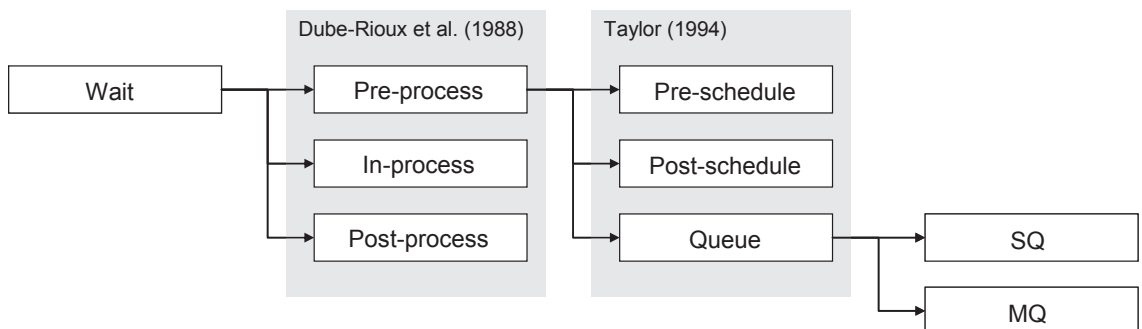 Dube-Rioux et al. (1988)
Taylor (1994)
Wait
Pre-process
Pre-schedule
In-process
Post-schedule
Post-process
Queue
SQ
MQ